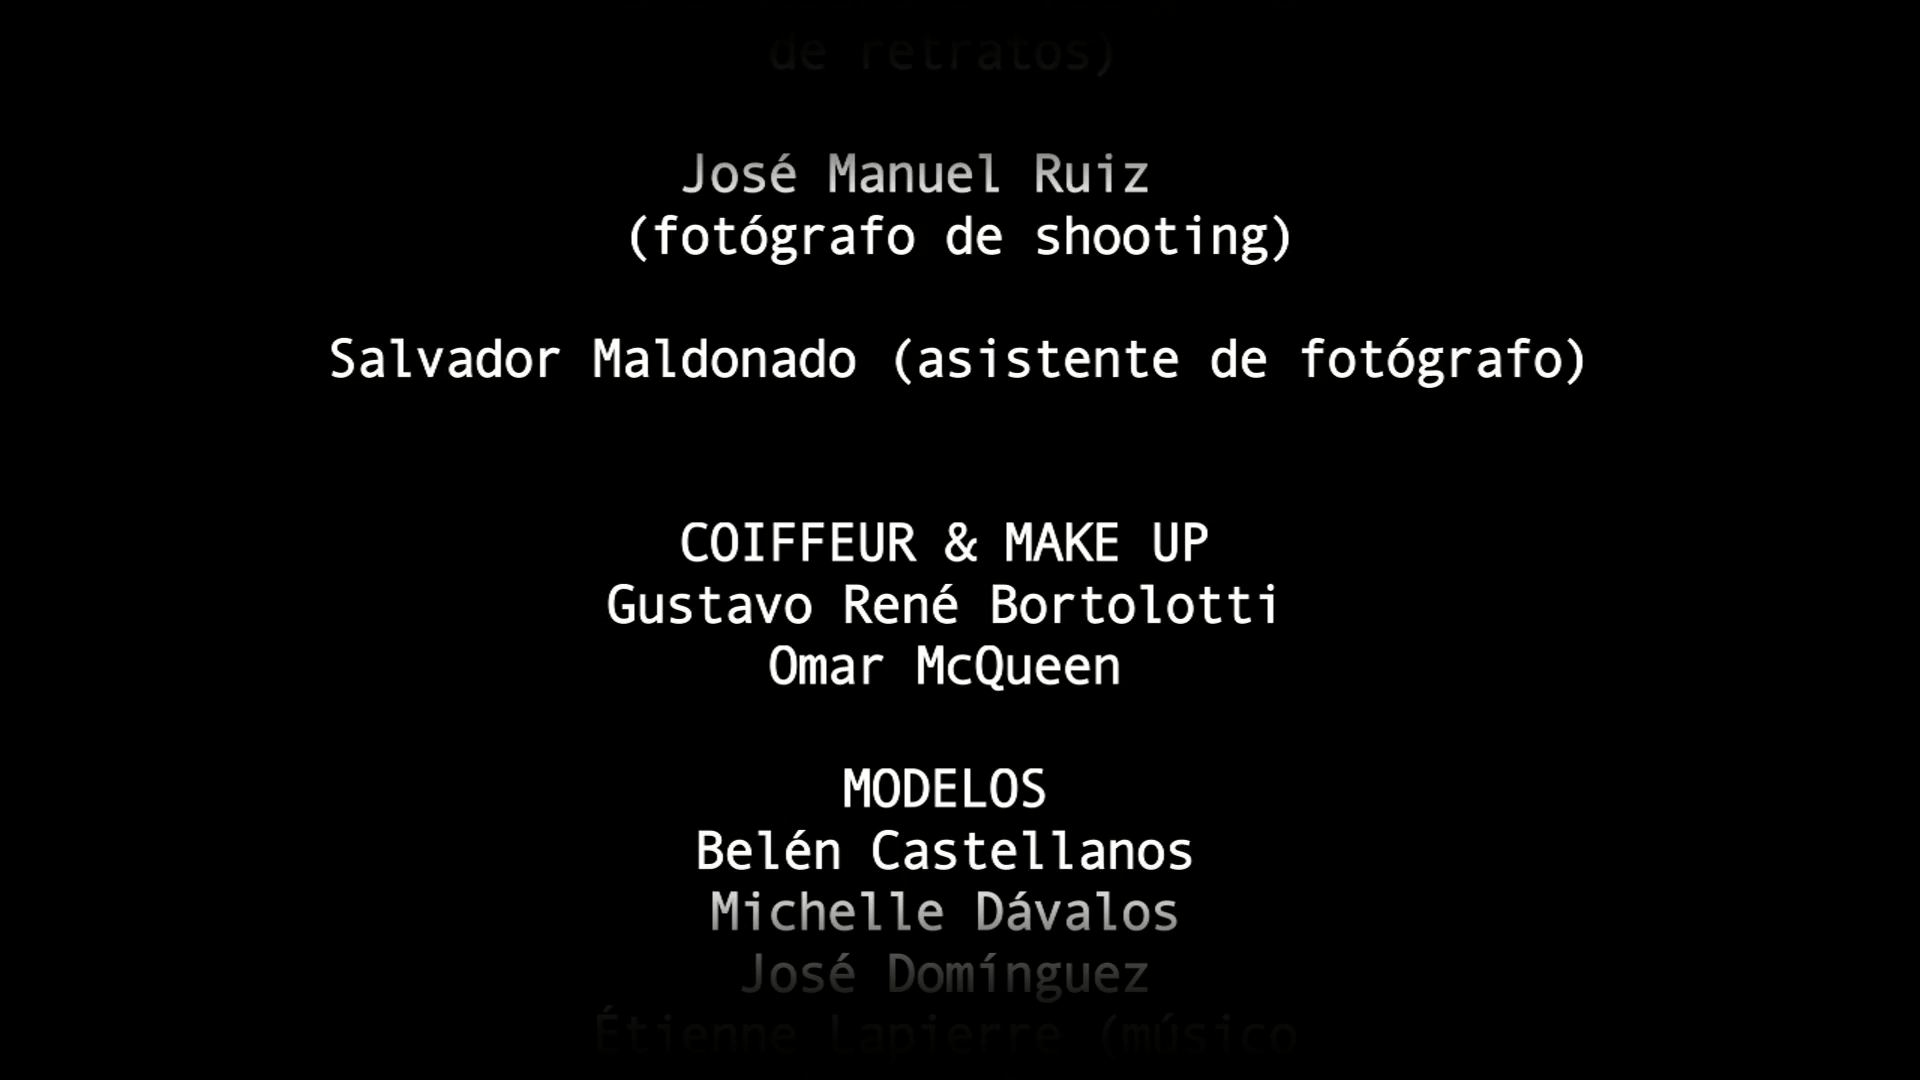 de retratos)
José Manuel Ruiz
(fotógrafo de shooting)
Salvador Maldonado (asistente de fotógrafo)
COIFFEUR & MAKE UP
Gustavo René Bortolotti
Omar McQueen
MODELOS
Belén Castellanos
Michelle Dávalos
José Domínguez
Étienne Lapierre (músico